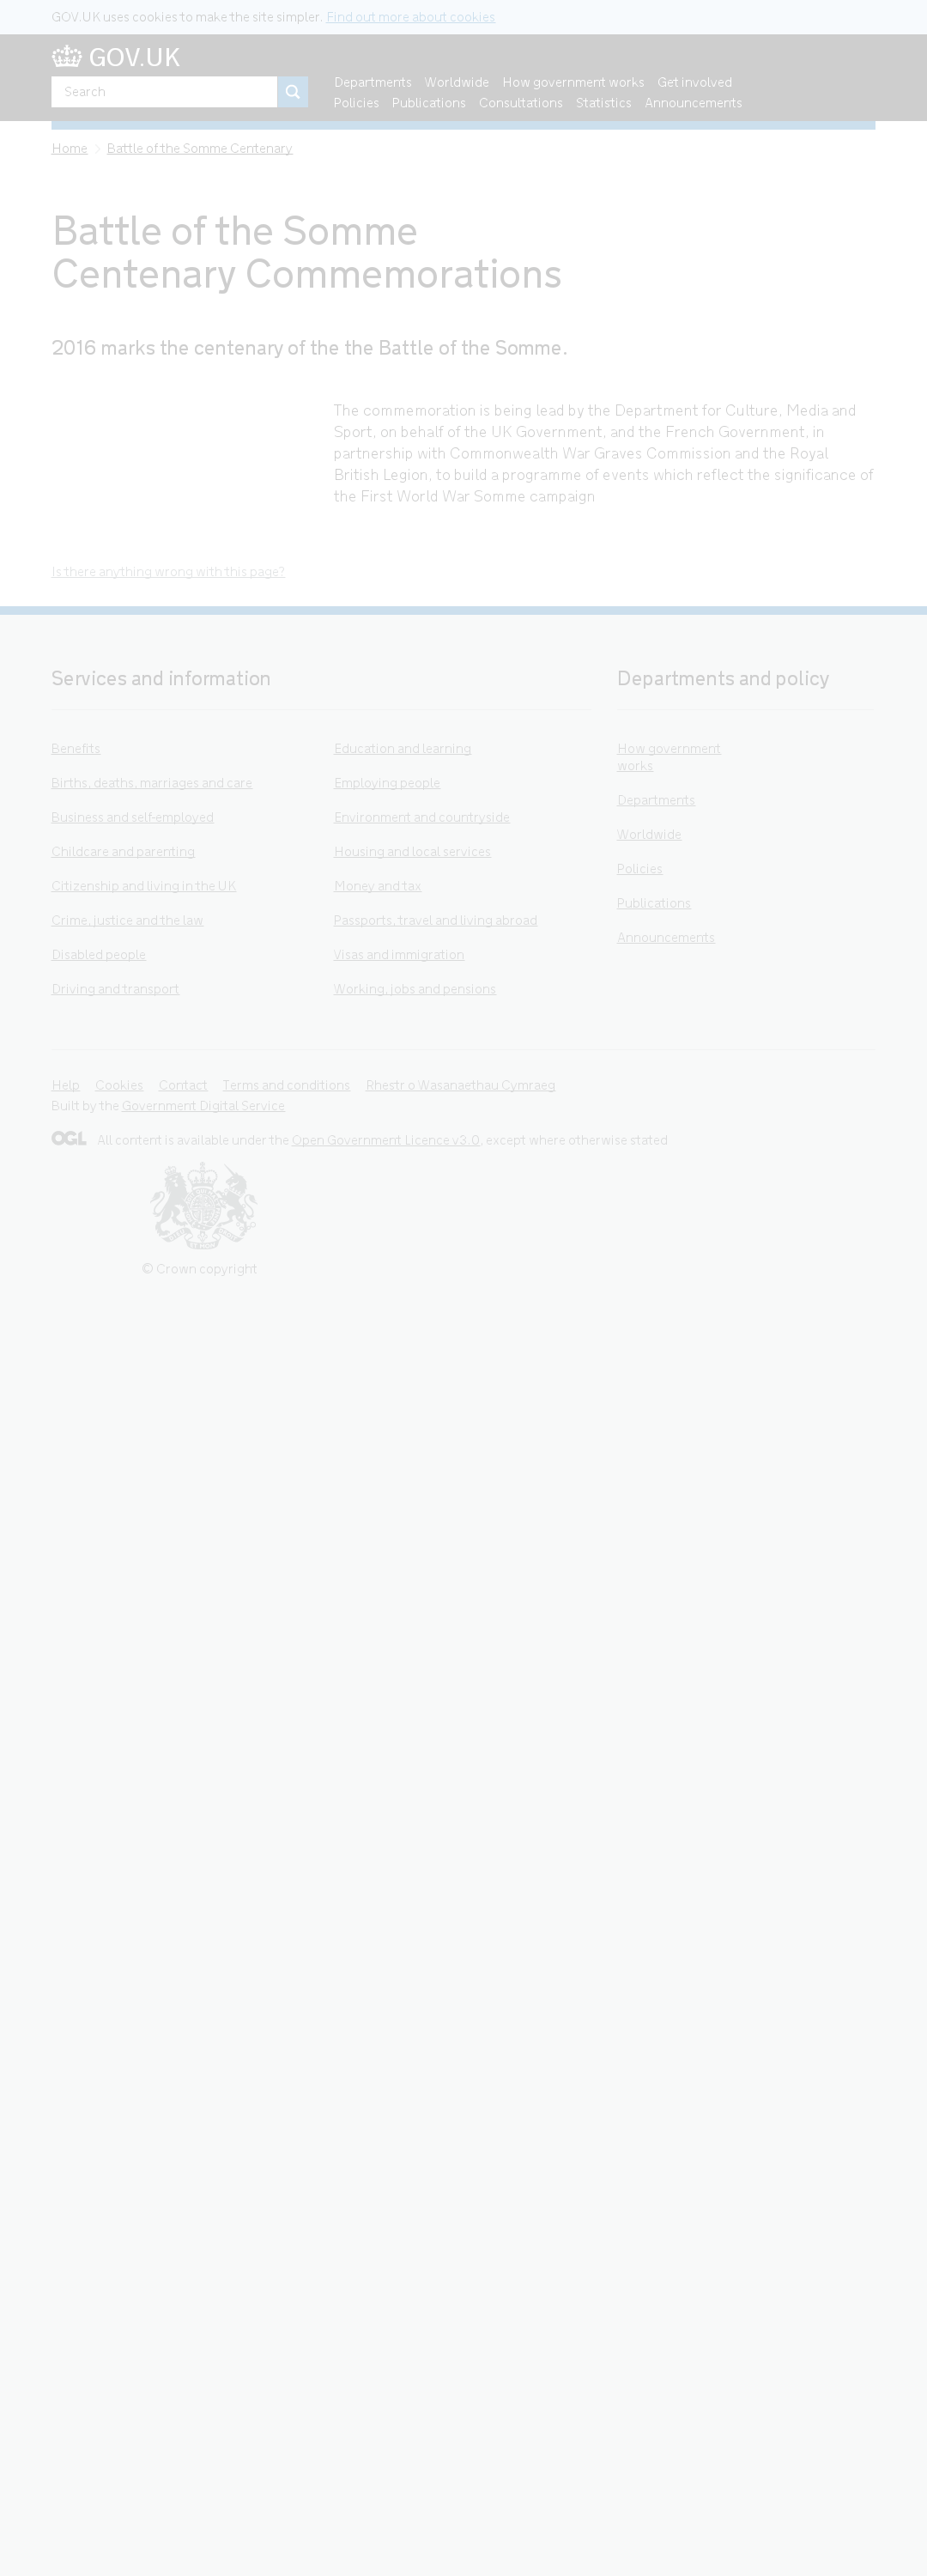 GOV.UK uses cookies to make the site simpler. Find out more about cookies
GOV.UK
Search
Departments Worldwide How government works Get involved
Policies Publications Consultations Statistics Announcements
Home Battle of the Somme Centenary
Battle of the Somme
Centenary Commemorations
2016 marks the centenary of the the Battle of the Somme.
The commemoration is being lead by the Department for Culture, Media and
Sport, on behalf of the UK Government, and the French Government, in
partnership with Commonwealth War Graves Commission and the Royal
British Legion, to build a programme of events which reflect the significance of
the First World War Somme campaign
Is there anything wrong with this page?
Services and information
Benefits
Births, deaths, marriages and care
Business and self-employed
Childcare and parenting
Citizenship and living in the UK
Crime, justice and the law
Disabled people
Driving and transport
Education and learning
Employing people
Environment and countryside
Housing and local services
Money and tax
Passports, travel and living abroad
Visas and immigration
Working, jobs and pensions
Departments and policy
How government
works
Departments
Worldwide
Policies
Publications
Announcements
Help Cookies Contact Terms and conditions Rhestr o Wasanaethau Cymraeg
Built by the Government Digital Service
OGL All content is available under the Open Government Licence v3.0, except where otherwise stated
© Crown copyright